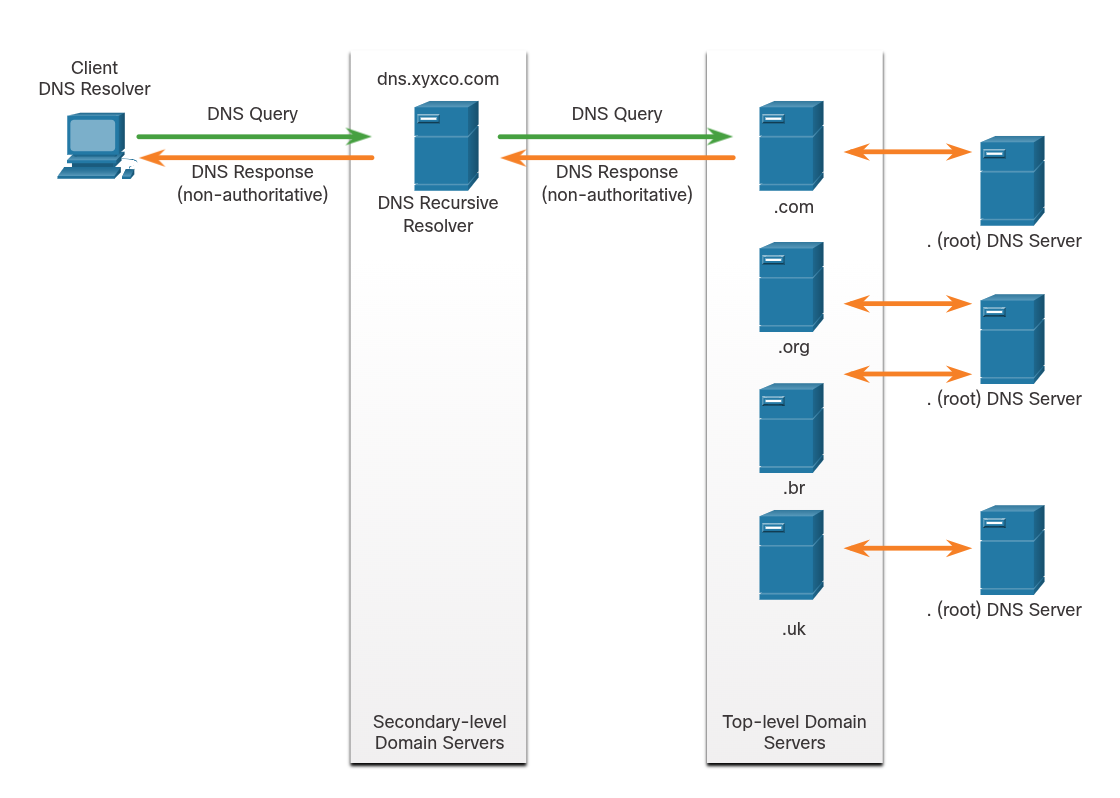 Client
DNS Resolver
DNS Query
DNS Response
(non-authoritative)
dns.xyxco.com
DNS Recursive
Resolver
Secondary-level
Domain Servers
DNS Query
DNS Response
(non-authoritative)
.com
.org
.br
.uk
Top-level Domain
Servers
. (root) DNS Server
. (root) DNS Server
. (root) DNS Server